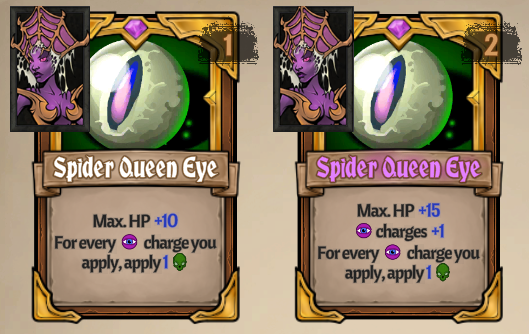 1
Spider Queen Eye
Max. HP +10
For every charge you
apply, apply 1
2
Spider Queen Eye
Max. HP +15
charges +1
For every charge you
apply, apply 1